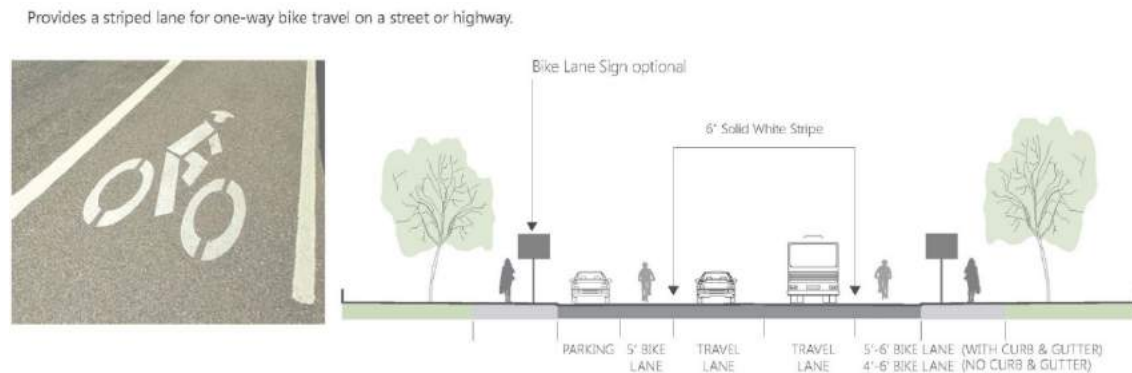 Provides a striped lane for one-way bike travel on a street or highway.
Bike Lane Sign optional
6" Solid White Stripe
PARKING
5' BIKE
LANE
TRAVEL
LANE
TRAVEL
LANE
5'-6' BIKE LANE (WITH CURB & GUTTER)
4'-6' BIKE LANE (NO CURB & GUTTER)